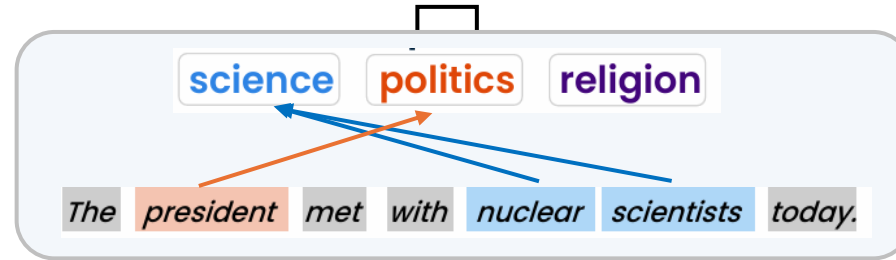 science politics religion
The president met with nuclear scientists today.